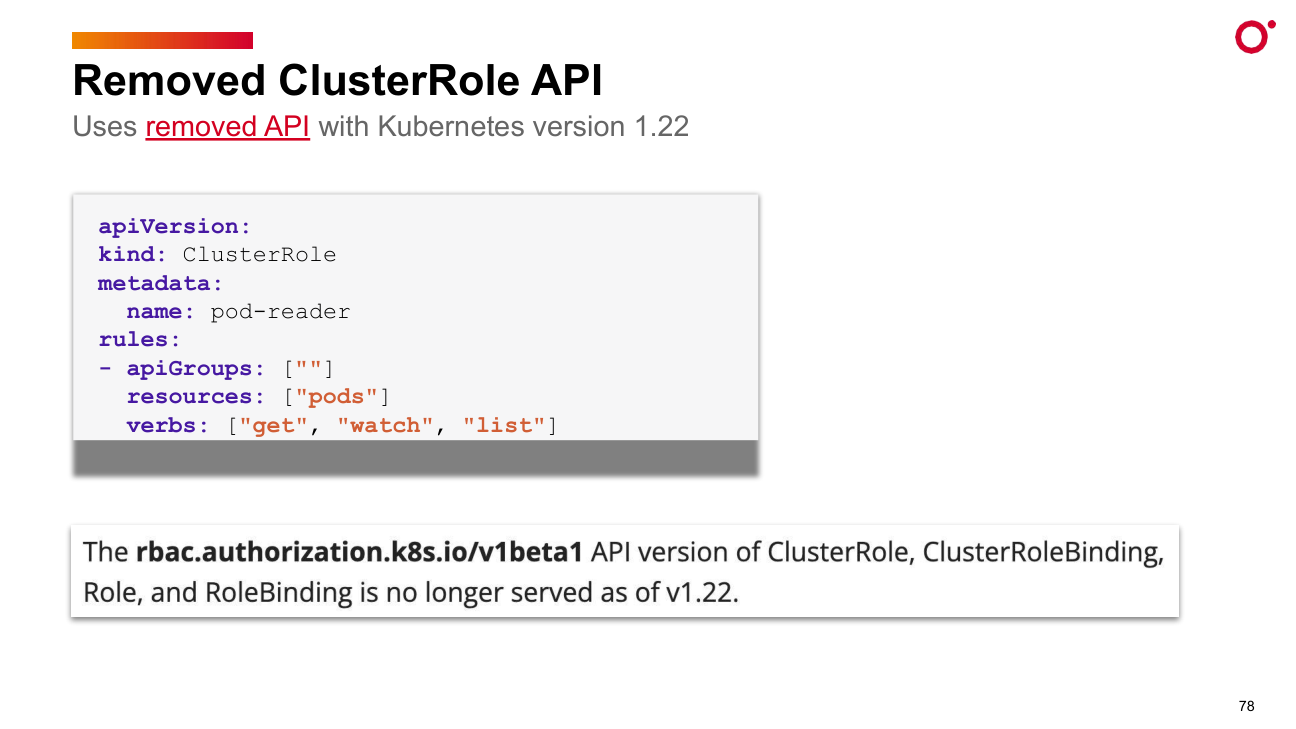 Removed ClusterRole API
Uses removed API with Kubernetes version 1.22
apiVersion:
kind: ClusterRole
metadata:
  name: pod-reader
rules:
- apiGroups: [""]
  resources: ["pods"]
  verbs: ["get", "watch", "list"]
The rbac.authorization.k8s.io/v1beta1 API version of ClusterRole, ClusterRoleBinding,
Role, and RoleBinding is no longer served as of v1.22.
78